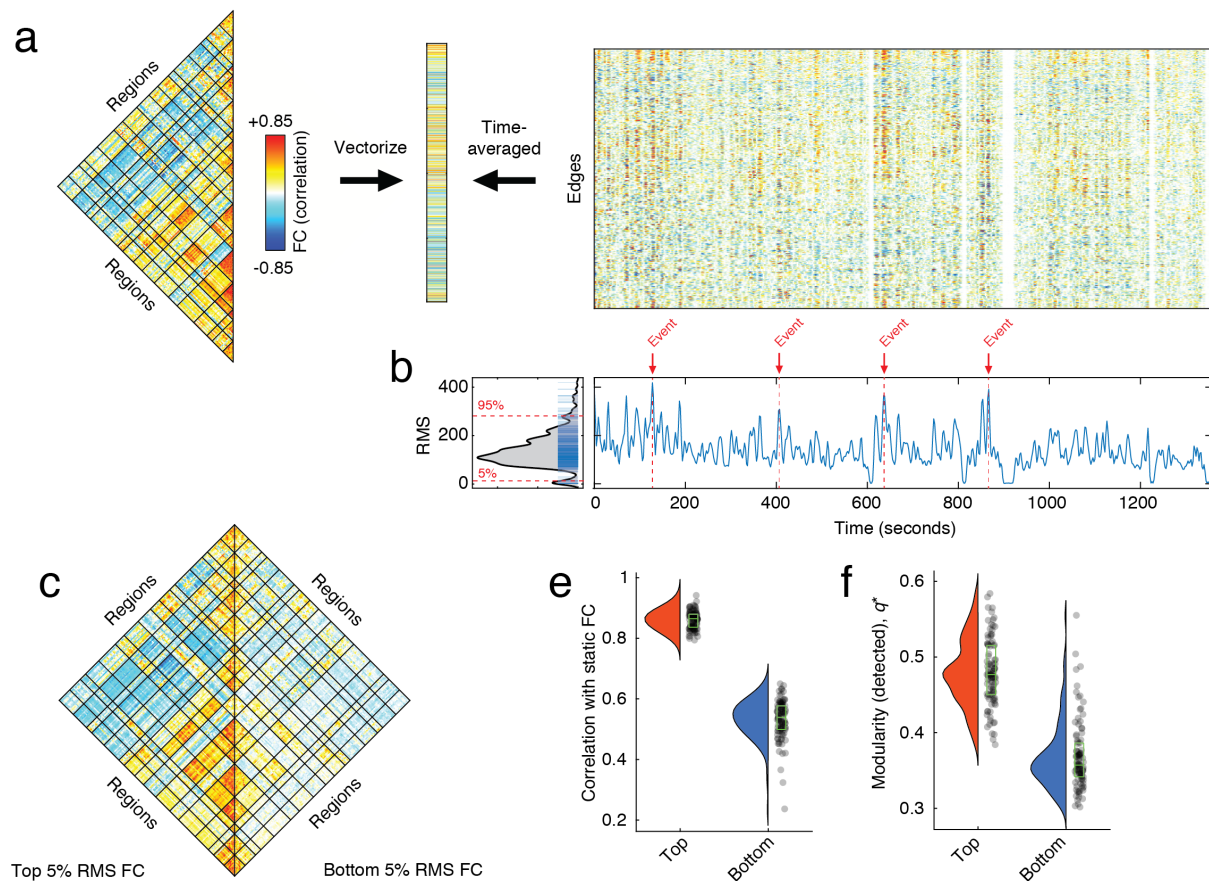 a
Regions
Regions
+0.85
FC (correlation)
-0.85
Vectorize
Time-
averaged
Edges
Event
Event
Event
Event
b
RMS
400
200
0
95%
5%
0
200
400
600
800
1000
1200
Time (seconds)
c
Regions
Regions
Regions
Regions
Top 5% RMS FC
Bottom 5% RMS FC
e
Correlation with static FC
1
0.8
0.6
0.4
0.2
Top
Bottom
f
Modularity (detected), q*
0.6
0.5
0.4
0.3
Top
Bottom